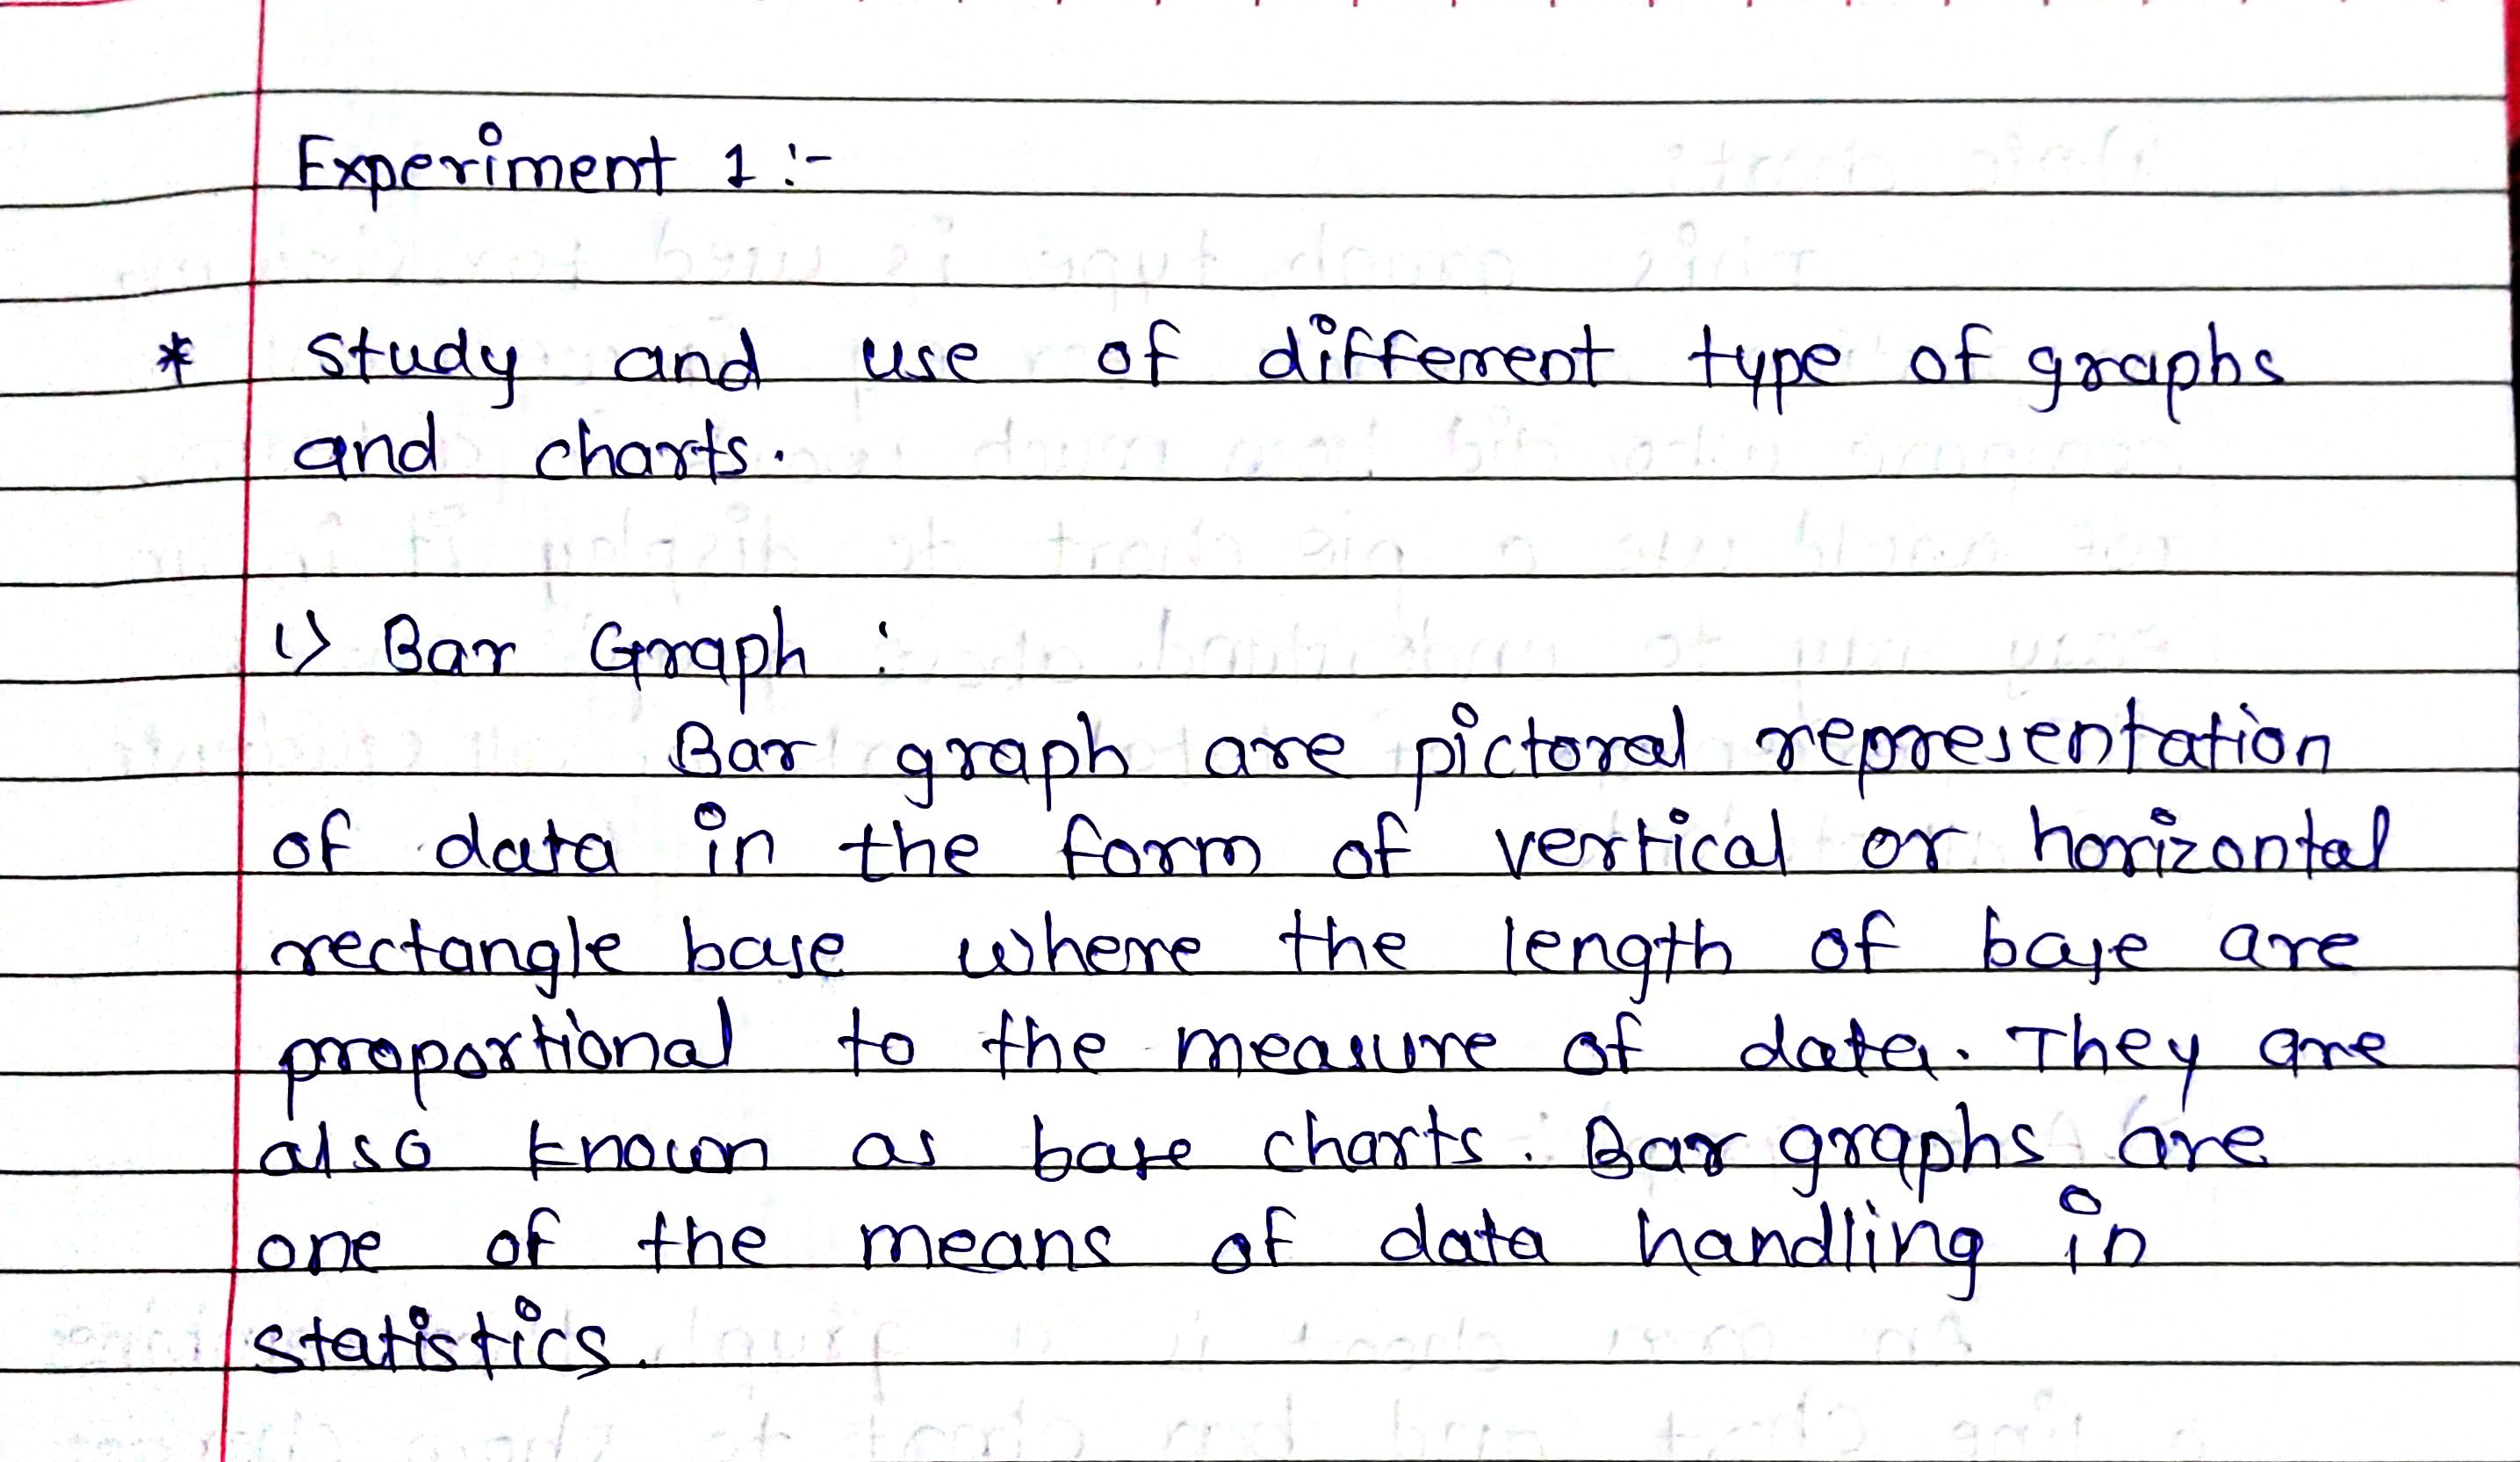 Experiment 1 :-
* study and use of different type of graphs
and charts.
1) Bar Graph :
Bar graph are pictoral representation
of data in the form of vertical or horizontal
rectangle base where the length of base are
proportional to the measure of data. They are
also known as base charts. Bar graphs are
one of the means of data handling in
statistics.